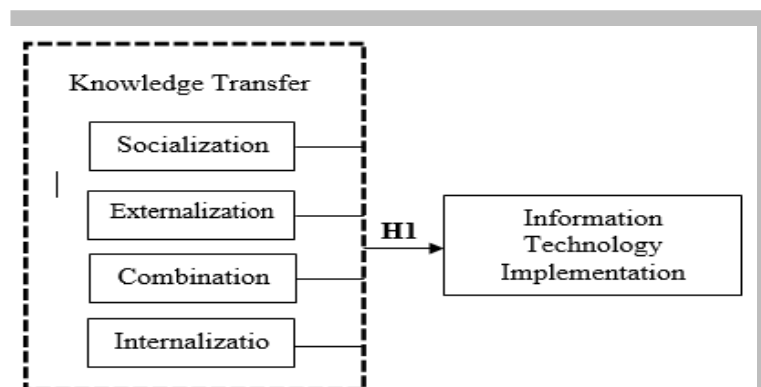 Knowledge Transfer
Socialization
Externalization
Combination
Internalizatio
H1
Information
Technology
Implementation